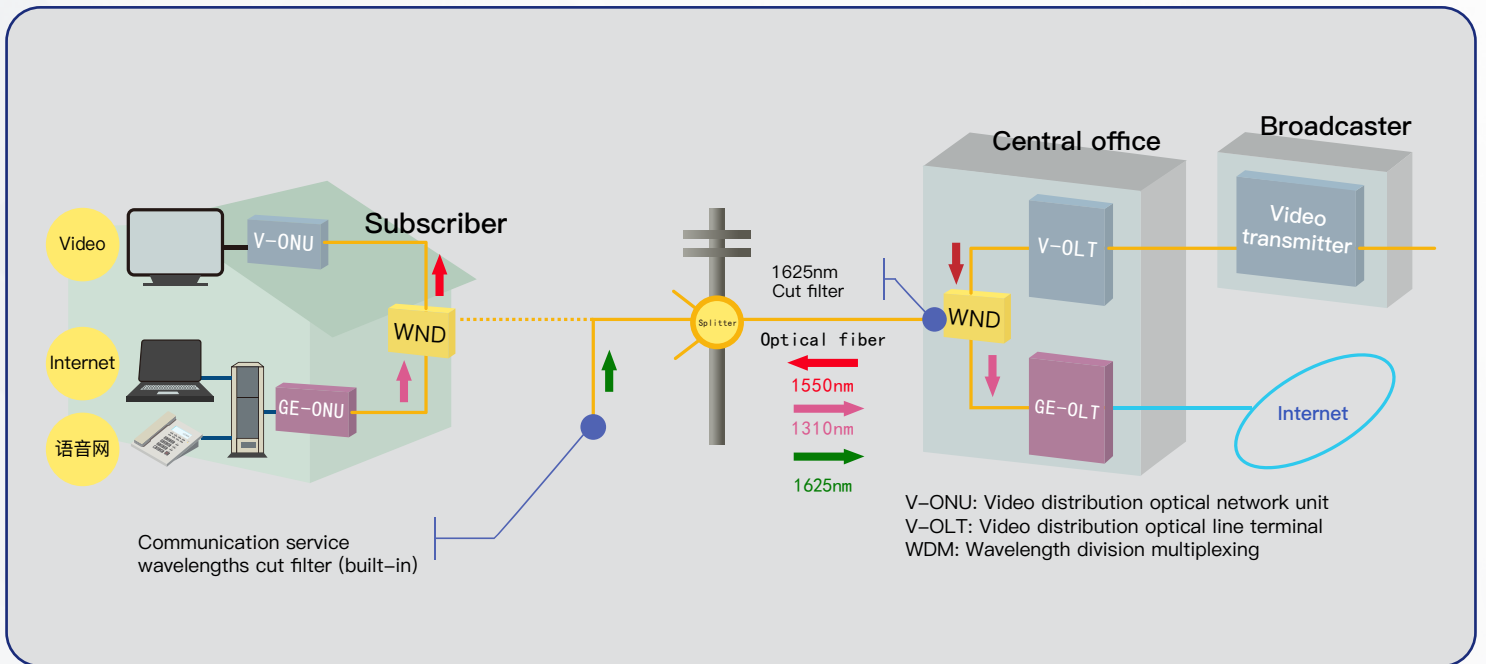 Broadcaster
Central office
Subscriber
Video
V-ONU
V-OLT
Video
transmitter
1625nm
Cut filter
Splitter
WND
WND
Optical fiber
1550nm
1310nm
1625nm
Internet
GE-ONU
GE-OLT
Internet
语音网
V-ONU: Video distribution optical network unit
V-OLT: Video distribution optical line terminal
WDM: Wavelength division multiplexing
Communication service
wavelengths cut filter (built-in)